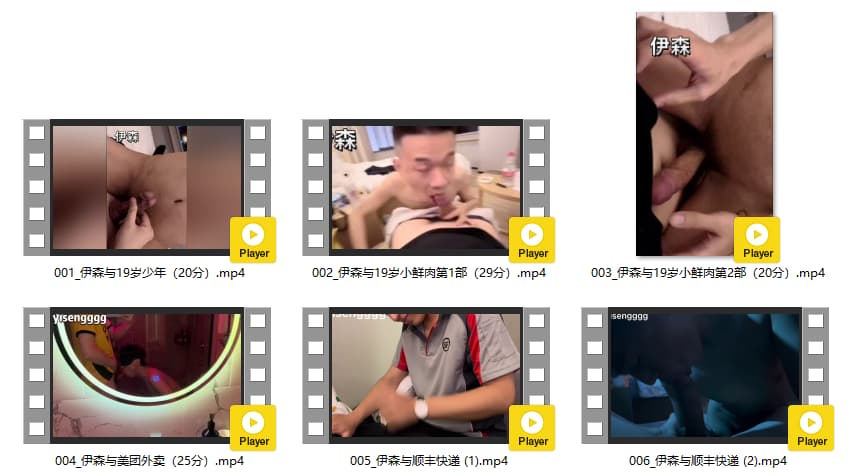 伊森
伊森
森
Player
Player
Player
001_伊森与19岁少年（20分）.mp4
002_伊森与19岁小鲜肉第1部（29分）.mp4
003_伊森与19岁小鲜肉第2部（20分）.mp4
yisengggg
isengggg
isengggg
Player
Player
Player
004_伊森与美团外卖（25分）.mp4
005_伊森与顺丰快递 (1).mp4
006_伊森与顺丰快递 (2).mp4